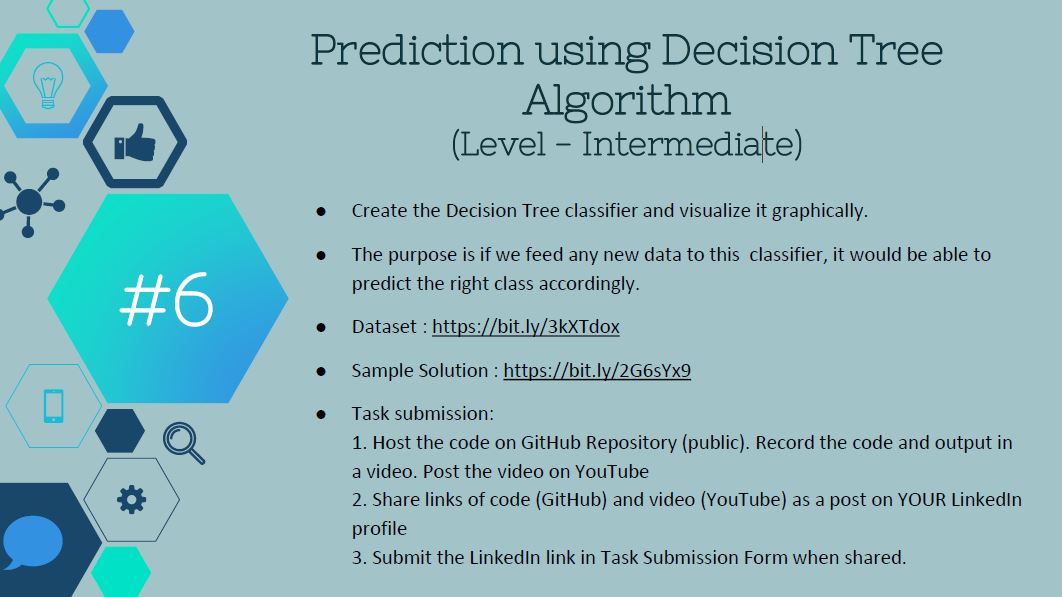 Prediction using Decision Tree
Algorithm
(Level – Intermediate)
#6
● Create the Decision Tree classifier and visualize it graphically.
● The purpose is if we feed any new data to this  classifier, it would be able to
predict the right class accordingly.
● Dataset : https://bit.ly/3kXTdox
● Sample Solution : https://bit.ly/2G6sYx9
● Task submission:
1. Host the code on GitHub Repository (public). Record the code and output in
a video. Post the video on YouTube
2. Share links of code (GitHub) and video (YouTube) as a post on YOUR LinkedIn
profile
3. Submit the LinkedIn link in Task Submission Form when shared.